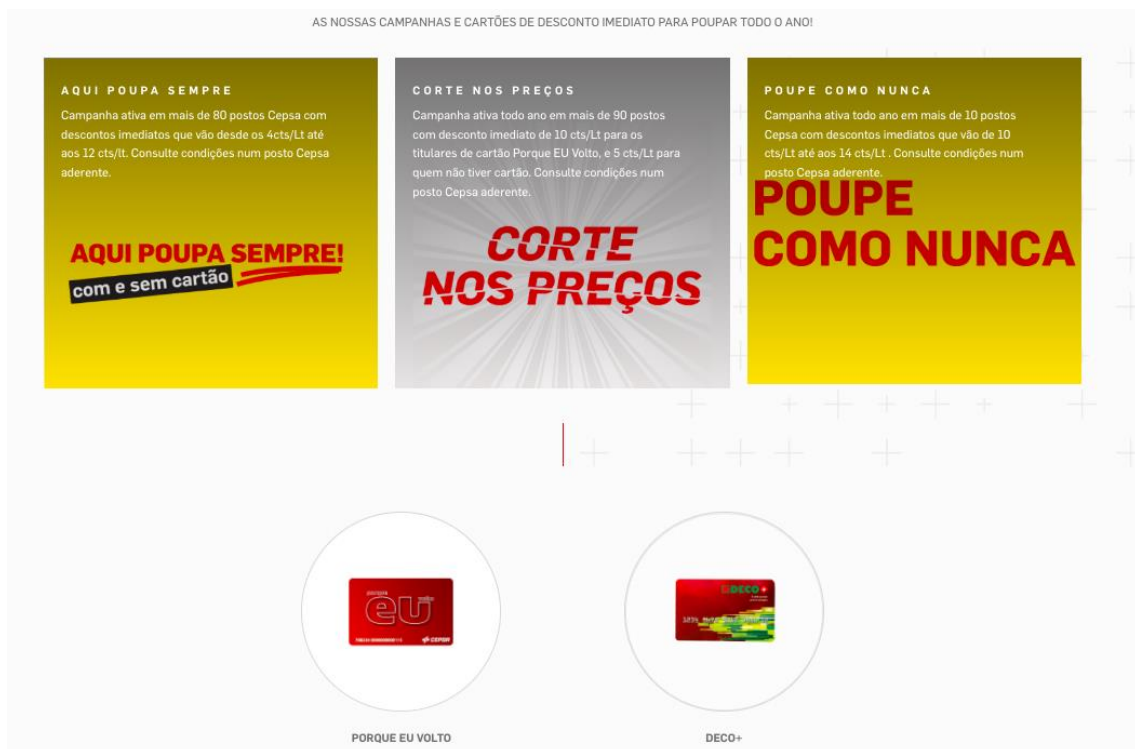 AS NOSSAS CAMPANHAS E CARTÕES DE DESCONTO IMEDIATO PARA POUPAR TODO O ANO!
AQUI POUPA SEMPRE
Campanha ativa em mais de 80 postos Cepsa com
descontos imediatos que vão desde os 4cts/Lt até
aos 12 cts/lt. Consulte condições num posto Cepsa
aderente.
AQUI POUPA SEMPRE!
com e sem cartão
CORTE NOS PREÇOS
Campanha ativa todo ano em mais de 90 postos
com desconto imediato de 10 cts/Lt para os
titulares de cartão Porque EU Volto, e 5 cts/Lt para
quem não tiver cartão. Consulte condições num
posto Cepsa aderente.
CORTE
NOS PREÇOS
POUPE COMO NUNCA
Campanha ativa todo ano em mais de 10 postos
Cepsa com descontos imediatos que vão de 10
cts/Lt até aos 14 cts/Lt . Consulte condições num
posto Cepsa aderente.
POUPE
COMO NUNCA
porque
eu
volto
CEPSA
PORQUE EU VOLTO
DECO+
DECO+